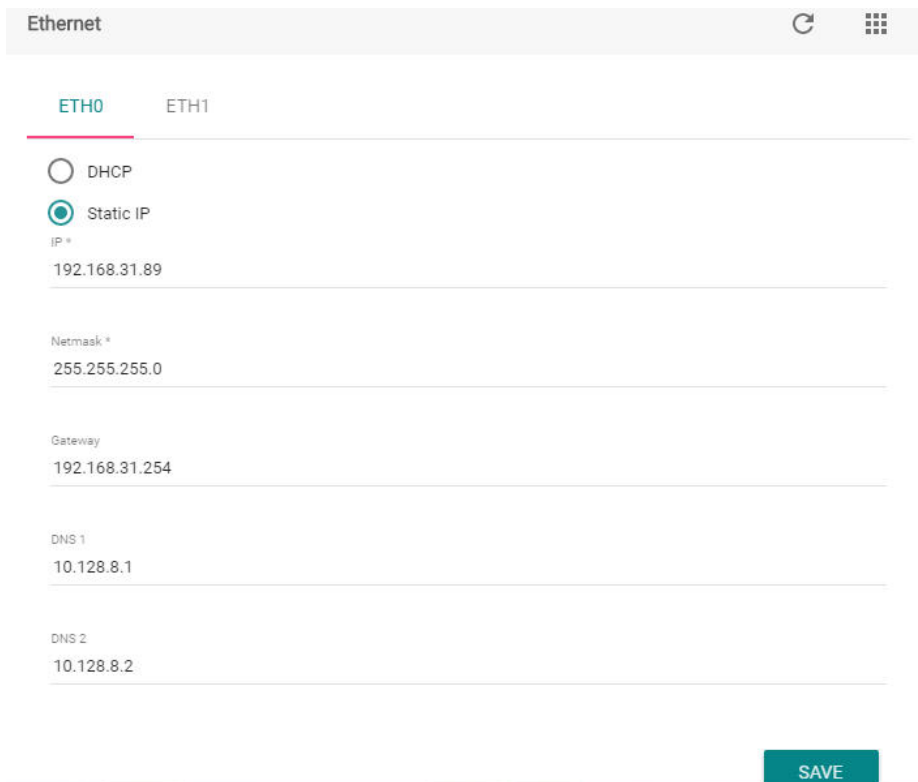 Ethernet
ETH0 ETH1
DHCP
Static IP
IP *
192.168.31.89
Netmask *
255.255.255.0
Gateway
192.168.31.254
DNS 1
10.128.8.1
DNS 2
10.128.8.2
SAVE